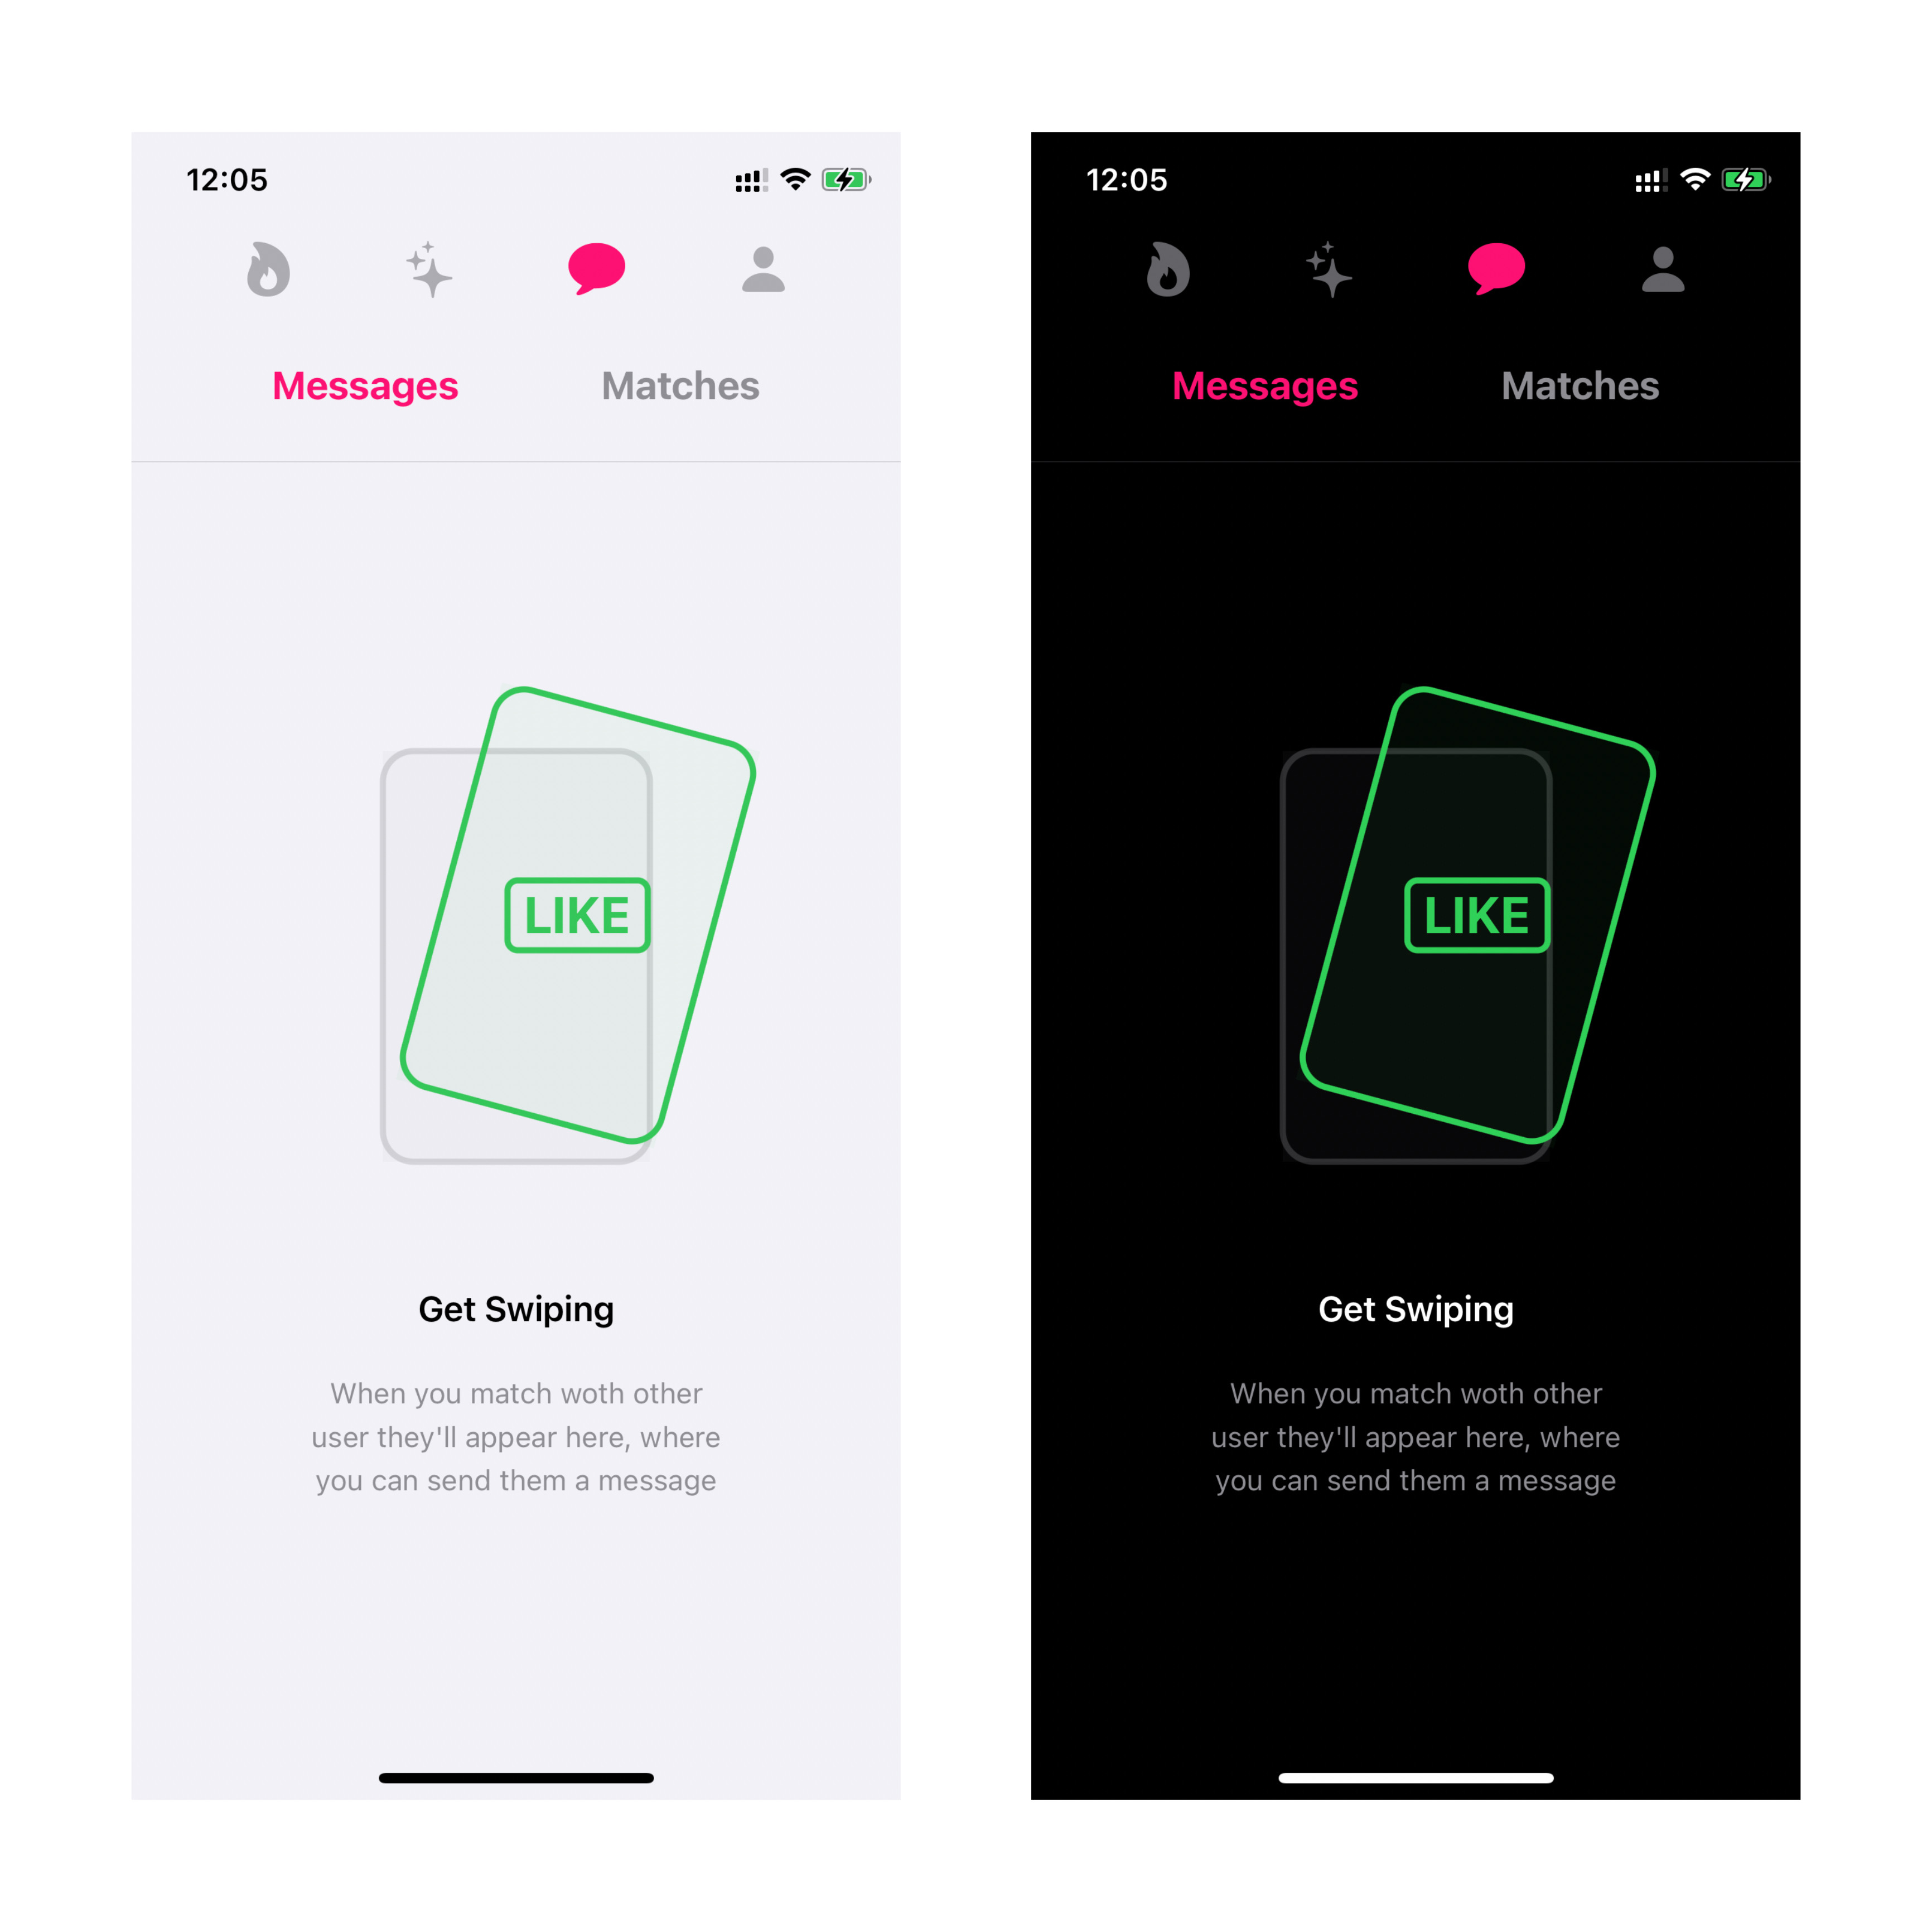 12:05
Messages Matches
LIKE
Get Swiping
When you match woth other
user they'll appear here, where
you can send them a message
12:05
Messages Matches
LIKE
Get Swiping
When you match woth other
user they'll appear here, where
you can send them a message